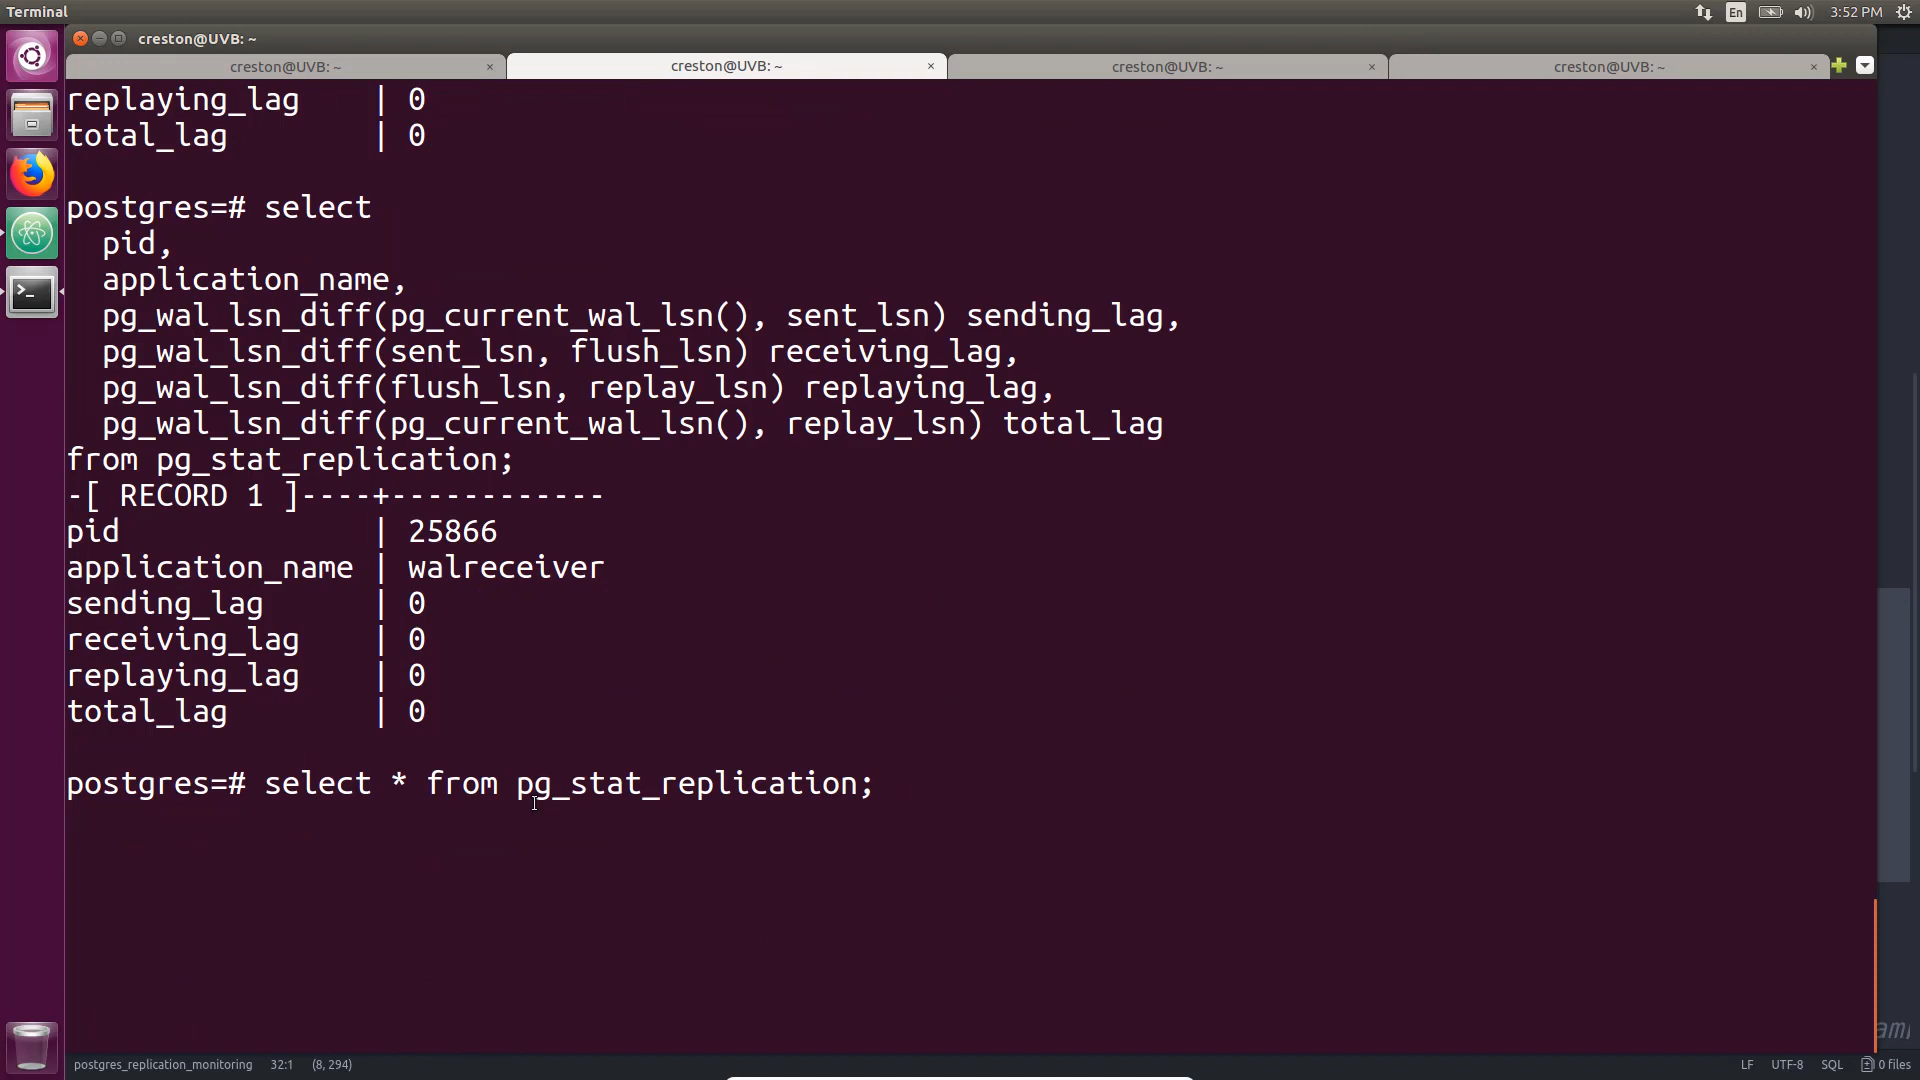 Terminal
En
3:52 PM
creston@UVB: ~
creston@UVB: ~ × creston@UVB: ~ × creston@UVB: ~ × creston@UVB: ~ ×
replaying_lag    | 0
total_lag        | 0
postgres=# select
  pid,
  application_name,
  pg_wal_lsn_diff(pg_current_wal_lsn(), sent_lsn) sending_lag,
  pg_wal_lsn_diff(sent_lsn, flush_lsn) receiving_lag,
  pg_wal_lsn_diff(flush_lsn, replay_lsn) replaying_lag,
  pg_wal_lsn_diff(pg_current_wal_lsn(), replay_lsn) total_lag
from pg_stat_replication;
-[ RECORD 1 ]----+------------
pid              | 25866
application_name | walreceiver
sending_lag      | 0
receiving_lag    | 0
replaying_lag    | 0
total_lag        | 0
postgres=# select * from pg_stat_replication;
postgres_replication_monitoring 32:1 (8, 294) LF UTF-8 SQL 0 files